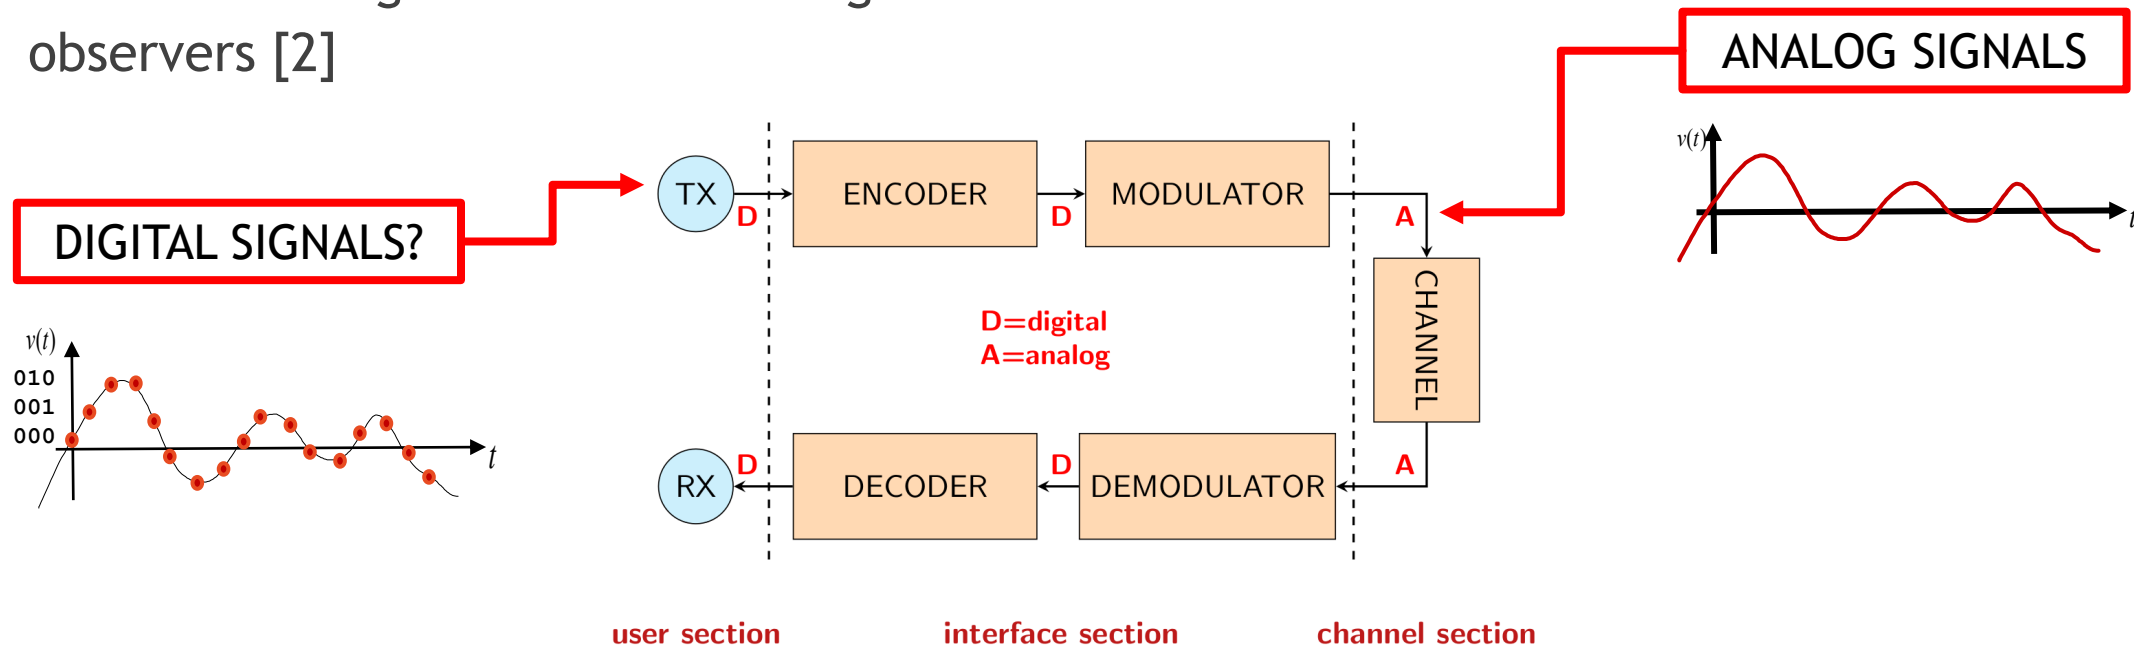 observers [2]
ANALOG SIGNALS
DIGITAL SIGNALS?
v(t)
t
TX
D
ENCODER
D
MODULATOR
A
CHANNEL
D=digital
A=analog
v(t)
010
001
000
t
RX
D
DECODER
D
DEMODULATOR
A
user section
interface section
channel section